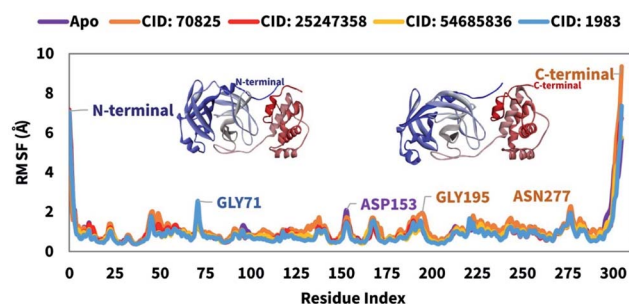 Apo CID: 70825 CID: 25247358 CID: 54685836 CID: 1983
10
8
6
4
2
0
RM SF (Å)
N-terminal
N-terminal
C-terminal
C-terminal
GLY71
ASP153
GLY195
ASN277
0 25 50 75 100 125 150 175 200 225 250 275 300
Residue Index